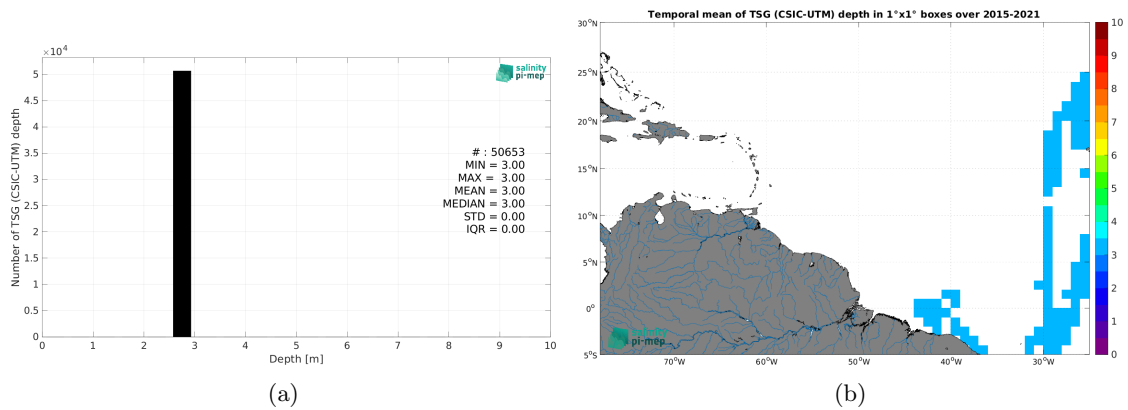 ×10⁴
5
4.5
4
3.5
3
2.5
2
1.5
1
0.5
0
Number of TSG (CSIC-UTM) depth
0 1 2 3 4 5 6 7 8 9 10
Depth [m]
salinity
pi-mep
# : 50653
MIN = 3.00
MAX = 3.00
MEAN = 3.00
MEDIAN = 3.00
STD = 0.00
IQR = 0.00
(a)
Temporal mean of TSG (CSIC-UTM) depth in 1°x1° boxes over 2015-2021
30°N
25°N
20°N
15°N
10°N
5°N
0°
5°S
70°W 60°W 50°W 40°W 30°W
salinity
pi-mep
10
9
8
7
6
5
4
3
2
1
0
(b)